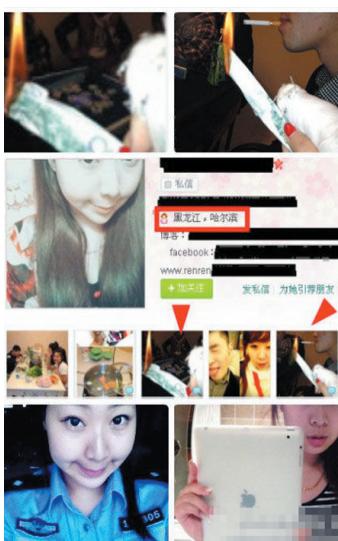 私信
黑龙江，哈尔滨
博客：
facebook：
www.renren
+加关注
发私信 为她引荐朋友
805